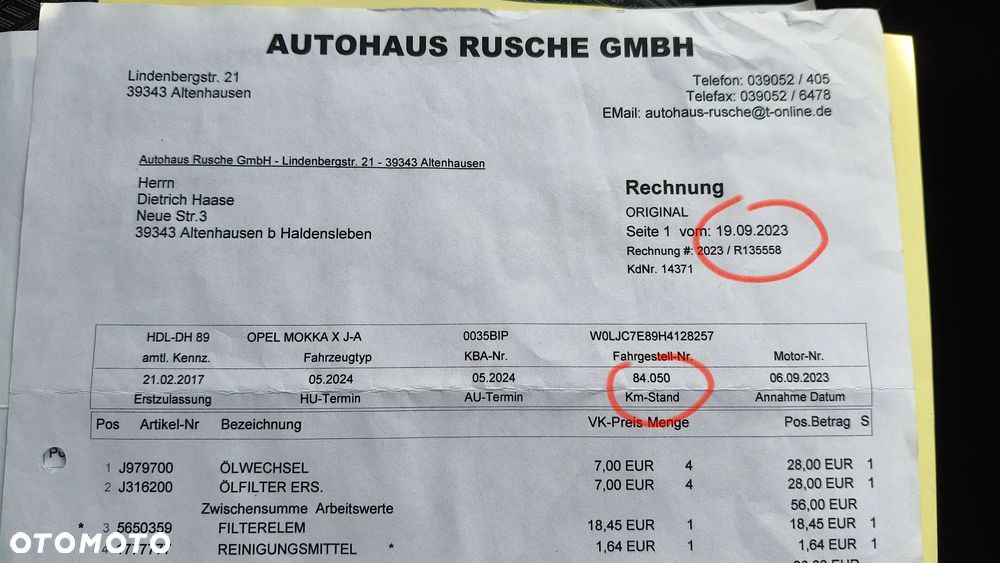 AUTOHAUS RUSCHE GMBH
Lindenbergstr. 21
39343 Altenhausen
Telefon: 039052 / 405
Telefax: 039052 / 6478
EMail: autohaus-rusche@t-online.de
Autohaus Rusche GmbH - Lindenbergstr. 21 - 39343 Altenhausen
Herrn
Dietrich Haase
Neue Str.3
39343 Altenhausen b Haldensleben
Rechnung
ORIGINAL
Seite 1 vom: 19.09.2023
Rechnung #: 2023 / R135558
KdNr. 14371
HDL-DH 89 OPEL MOKKA X J-A 0035BIP W0LJC7E89H4128257
amtl. Kennz. Fahrzeugtyp KBA-Nr. Fahrgestell-Nr. Motor-Nr.
21.02.2017 05.2024 05.2024 84.050 06.09.2023
Erstzulassung HU-Termin AU-Termin Km-Stand Annahme Datum
Pos Artikel-Nr Bezeichnung VK-Preis Menge Pos.Betrag S
Po
1 J979700 ÖLWECHSEL 7,00 EUR 4 28,00 EUR 1
2 J316200 ÖLFILTER ERS. 7,00 EUR 4 28,00 EUR 1
Zwischensumme Arbeitswerte 56,00 EUR
* 3 5650359 FILTERELEM 18,45 EUR 1 18,45 EUR 1
4 REINIGUNGSMITTEL * 1,64 EUR 1 1,64 EUR 1
OTOMOTO